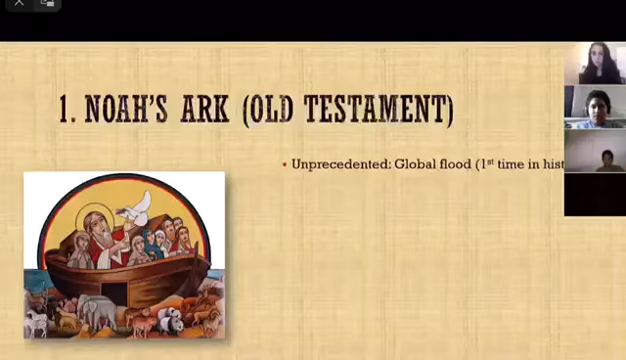 1. NOAH'S ARK (OLD TESTAMENT)
• Unprecedented: Global flood (1st time in hist